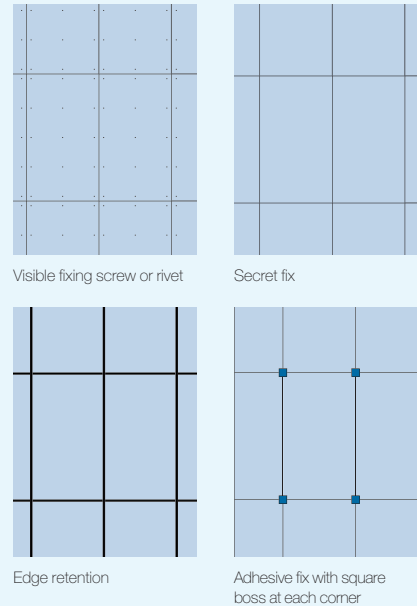 Visible fixing screw or rivet
Secret fix
Edge retention
Adhesive fix with square
boss at each corner